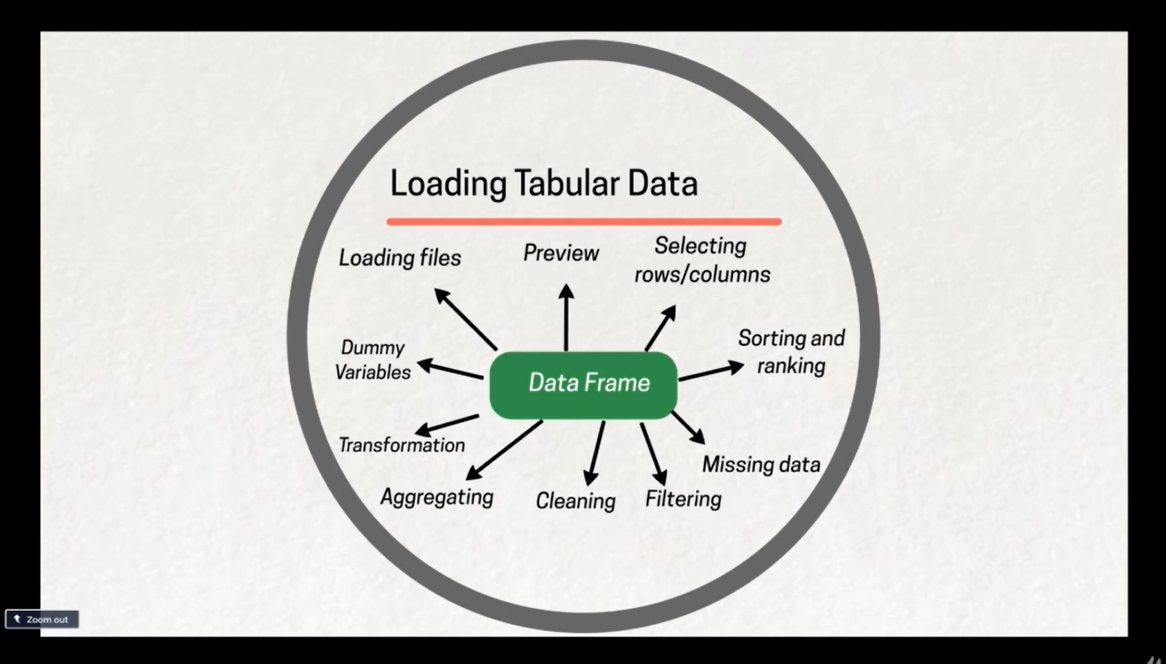 Loading Tabular Data
Loading files
Preview
Selecting
rows/columns
Dummy
Variables
Sorting and
ranking
Data Frame
Transformation
Missing data
Aggregating
Cleaning
Filtering
Zoom out